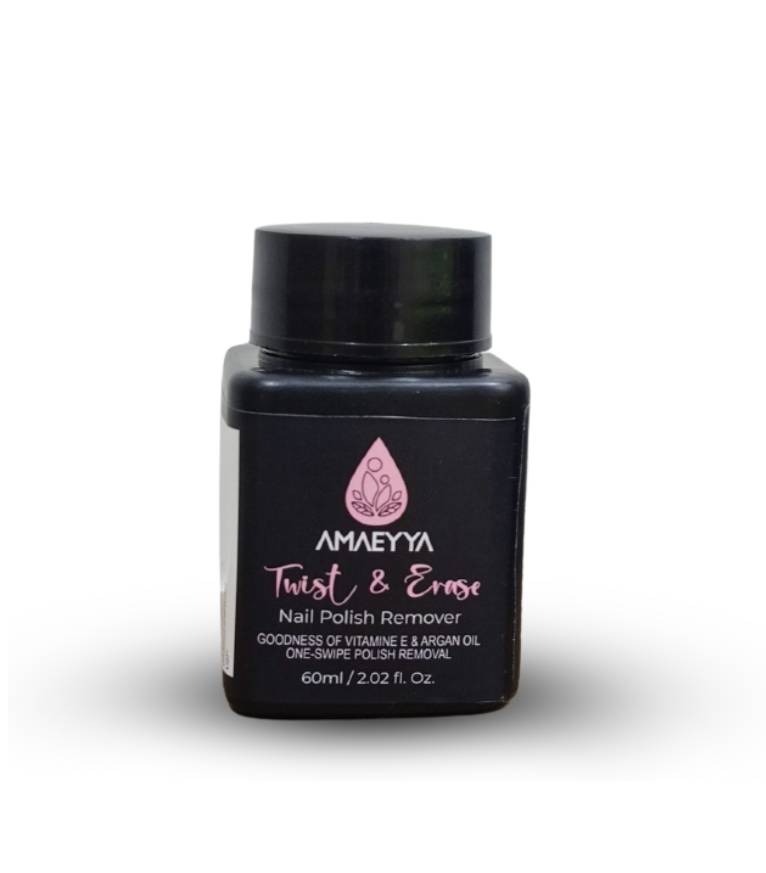 AMAEYYA
Twist & Erase
Nail Polish Remover
GOODNESS OF VITAMINE E & ARGAN OIL
ONE-SWIPE POLISH REMOVAL
60ml / 2.02 fl. Oz.